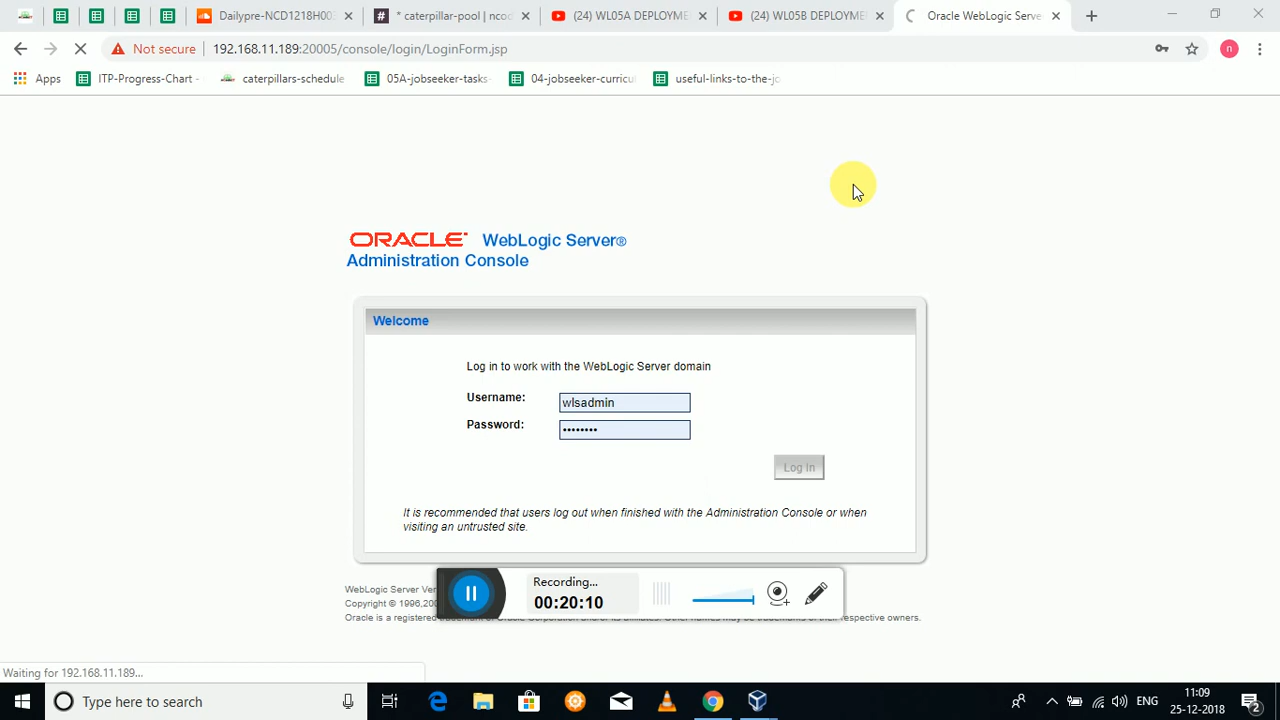 Dailypre-NCD1218H003
* caterpillar-pool | ncod
(24) WL05A DEPLOYME
(24) WL05B DEPLOYME
Oracle WebLogic Serve
Not secure
192.168.11.189:20005/console/login/LoginForm.jsp
n
Apps
ITP-Progress-Chart -
caterpillars-schedule
05A-jobseeker-tasks-
04-jobseeker-curricu
useful-links-to-the-jo
ORACLE WebLogic Server®
Administration Console
Welcome
Log in to work with the WebLogic Server domain
Username:
wlsadmin
Password:
••••••••
Log In
It is recommended that users log out when finished with the Administration Console or when
visiting an untrusted site.
WebLogic Server Ver
Copyright © 1996,20
Oracle is a registered
respective owners.
Recording...
00:20:10
Waiting for 192.168.11.189...
Type here to search
ENG
11:09
25-12-2018
2